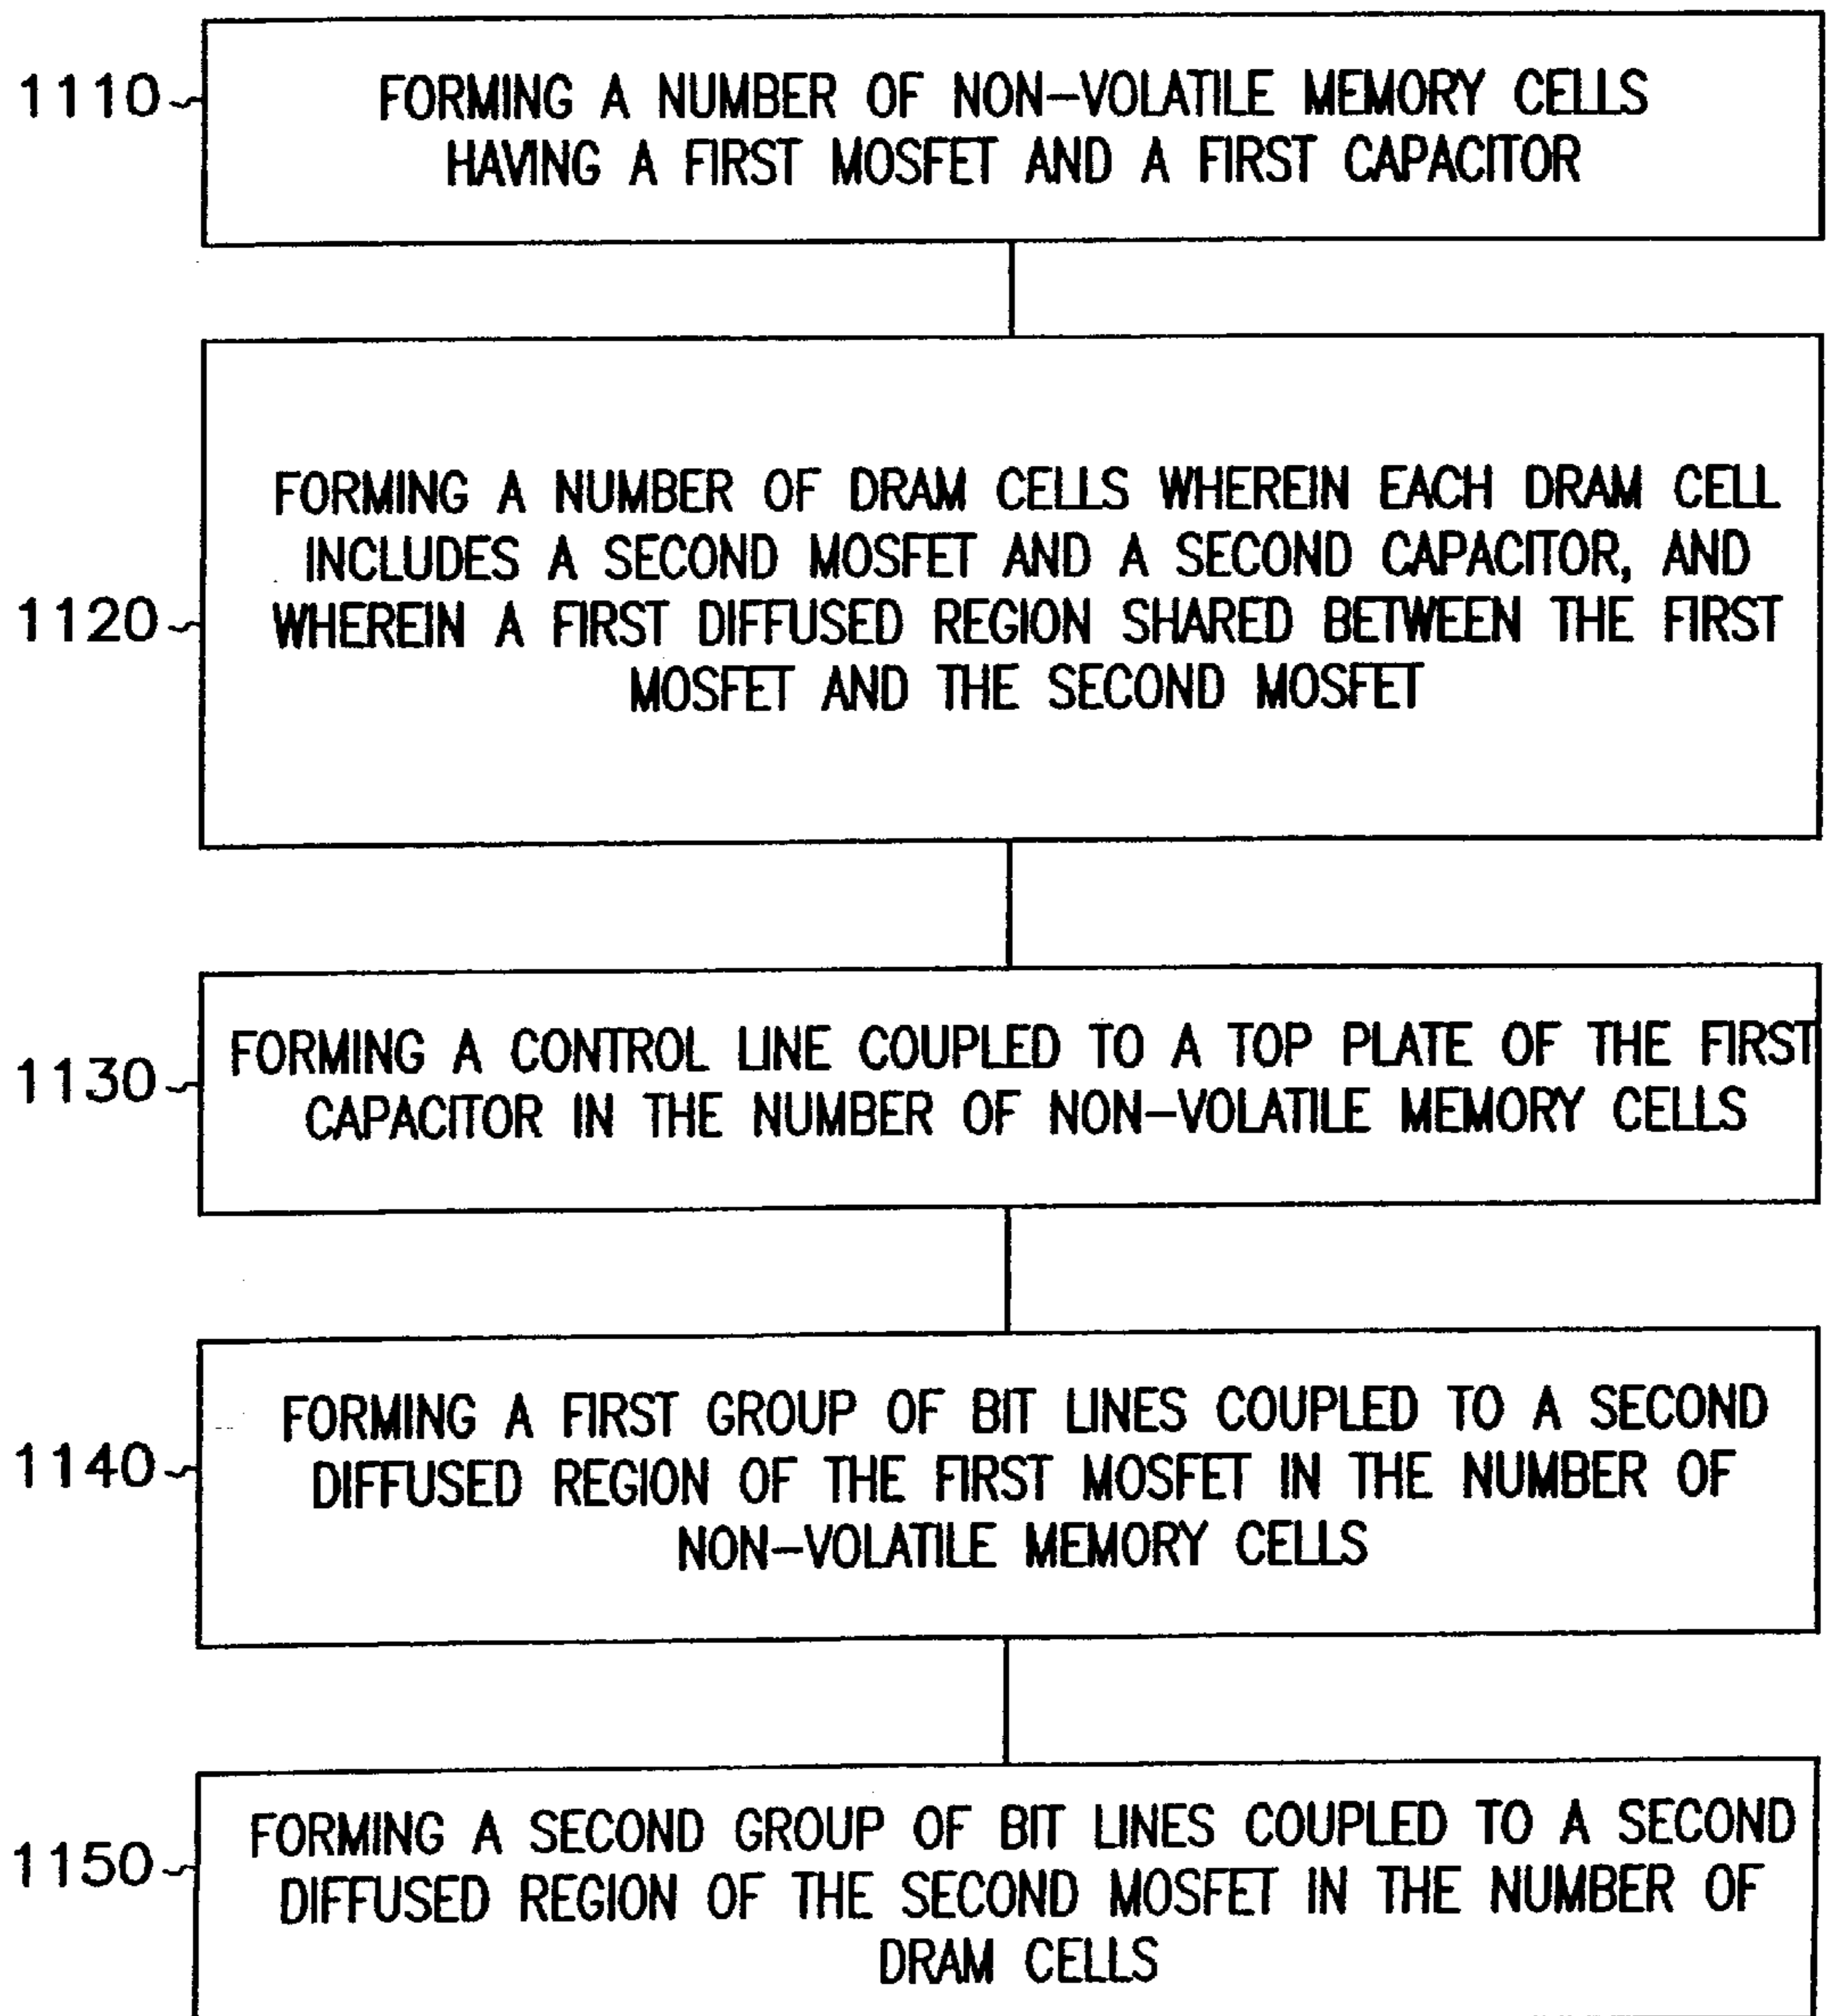 1110
FORMING A NUMBER OF NON-VOLATILE MEMORY CELLS
HAVING A FIRST MOSFET AND A FIRST CAPACITOR
1120
FORMING A NUMBER OF DRAM CELLS WHEREIN EACH DRAM CELL
INCLUDES A SECOND MOSFET AND A SECOND CAPACITOR, AND
WHEREIN A FIRST DIFFUSED REGION SHARED BETWEEN THE FIRST
MOSFET AND THE SECOND MOSFET
1130
FORMING A CONTROL LINE COUPLED TO A TOP PLATE OF THE FIRST
CAPACITOR IN THE NUMBER OF NON-VOLATILE MEMORY CELLS
1140
FORMING A FIRST GROUP OF BIT LINES COUPLED TO A SECOND
DIFFUSED REGION OF THE FIRST MOSFET IN THE NUMBER OF
NON-VOLATILE MEMORY CELLS
1150
FORMING A SECOND GROUP OF BIT LINES COUPLED TO A SECOND
DIFFUSED REGION OF THE SECOND MOSFET IN THE NUMBER OF
DRAM CELLS